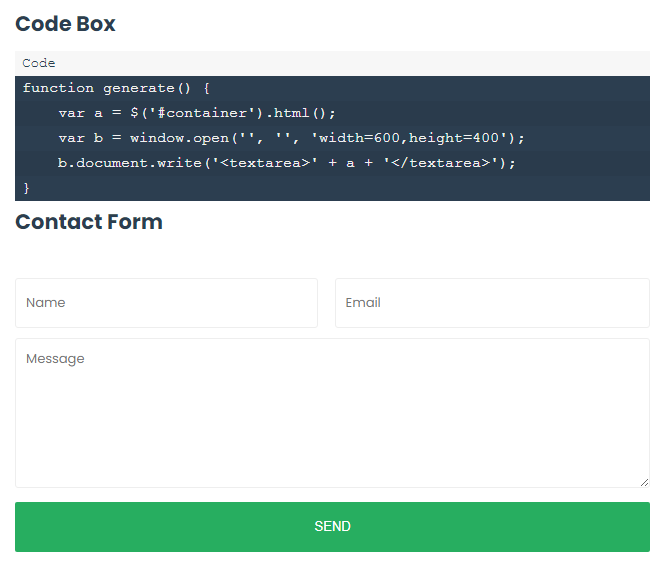 Code Box
Code
function generate() {
    var a = $('#container').html();
    var b = window.open('', '', 'width=600,height=400');
    b.document.write('<textarea>' + a + '</textarea>');
}
Contact Form
Name
Email
Message
SEND